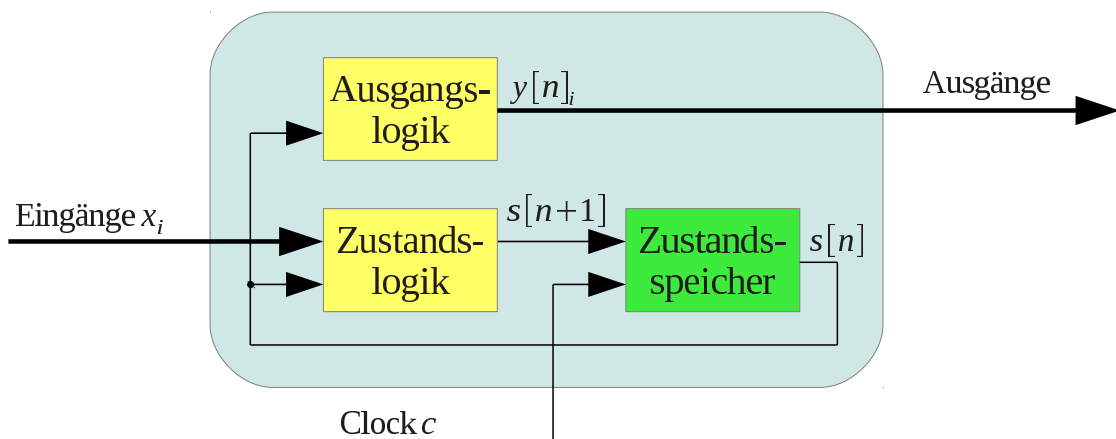 Ausgangs-
logik
y[n]i
Ausgänge
Eingänge xi
Zustands-
logik
s[n+1]
Zustands-
speicher
s[n]
Clock c